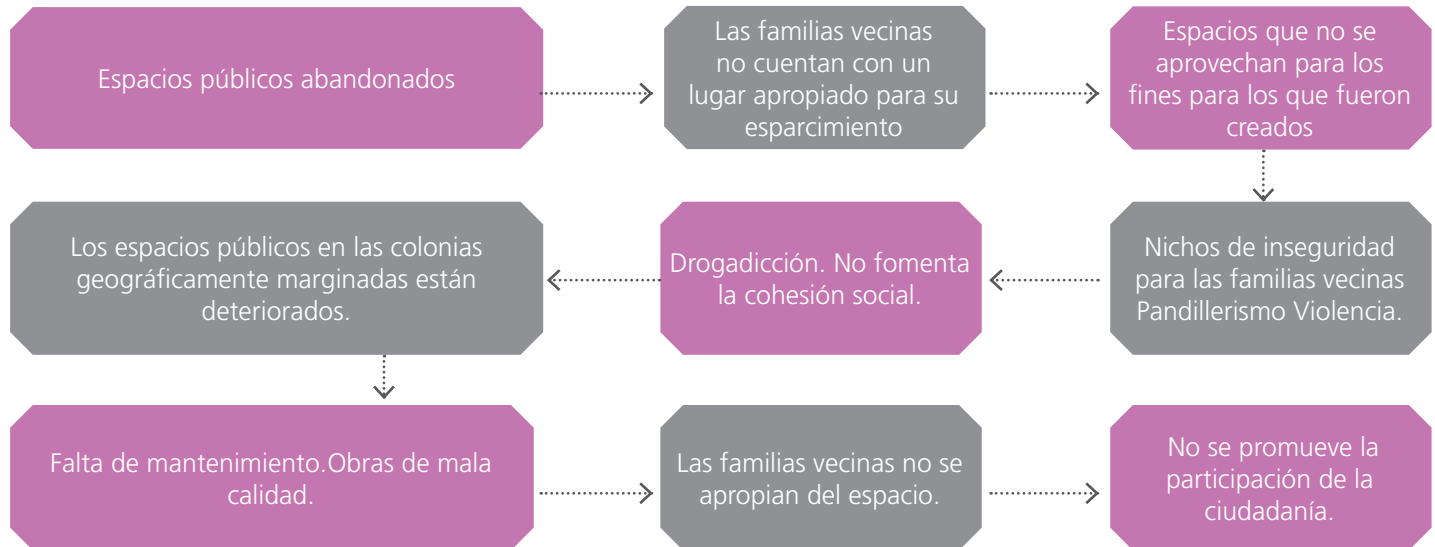 Espacios públicos abandonados
Las familias vecinas
no cuentan con un
lugar apropiado para su
esparcimiento
Espacios que no se
aprovechan para los
fines para los que fueron
creados
Nichos de inseguridad
para las familias vecinas
Pandillerismo Violencia.
Drogadicción. No fomenta
la cohesión social.
Los espacios públicos en las colonias
geográficamente marginadas están
deteriorados.
Falta de mantenimiento.Obras de mala
calidad.
Las familias vecinas no se
apropian del espacio.
No se promueve la
participación de la
ciudadanía.